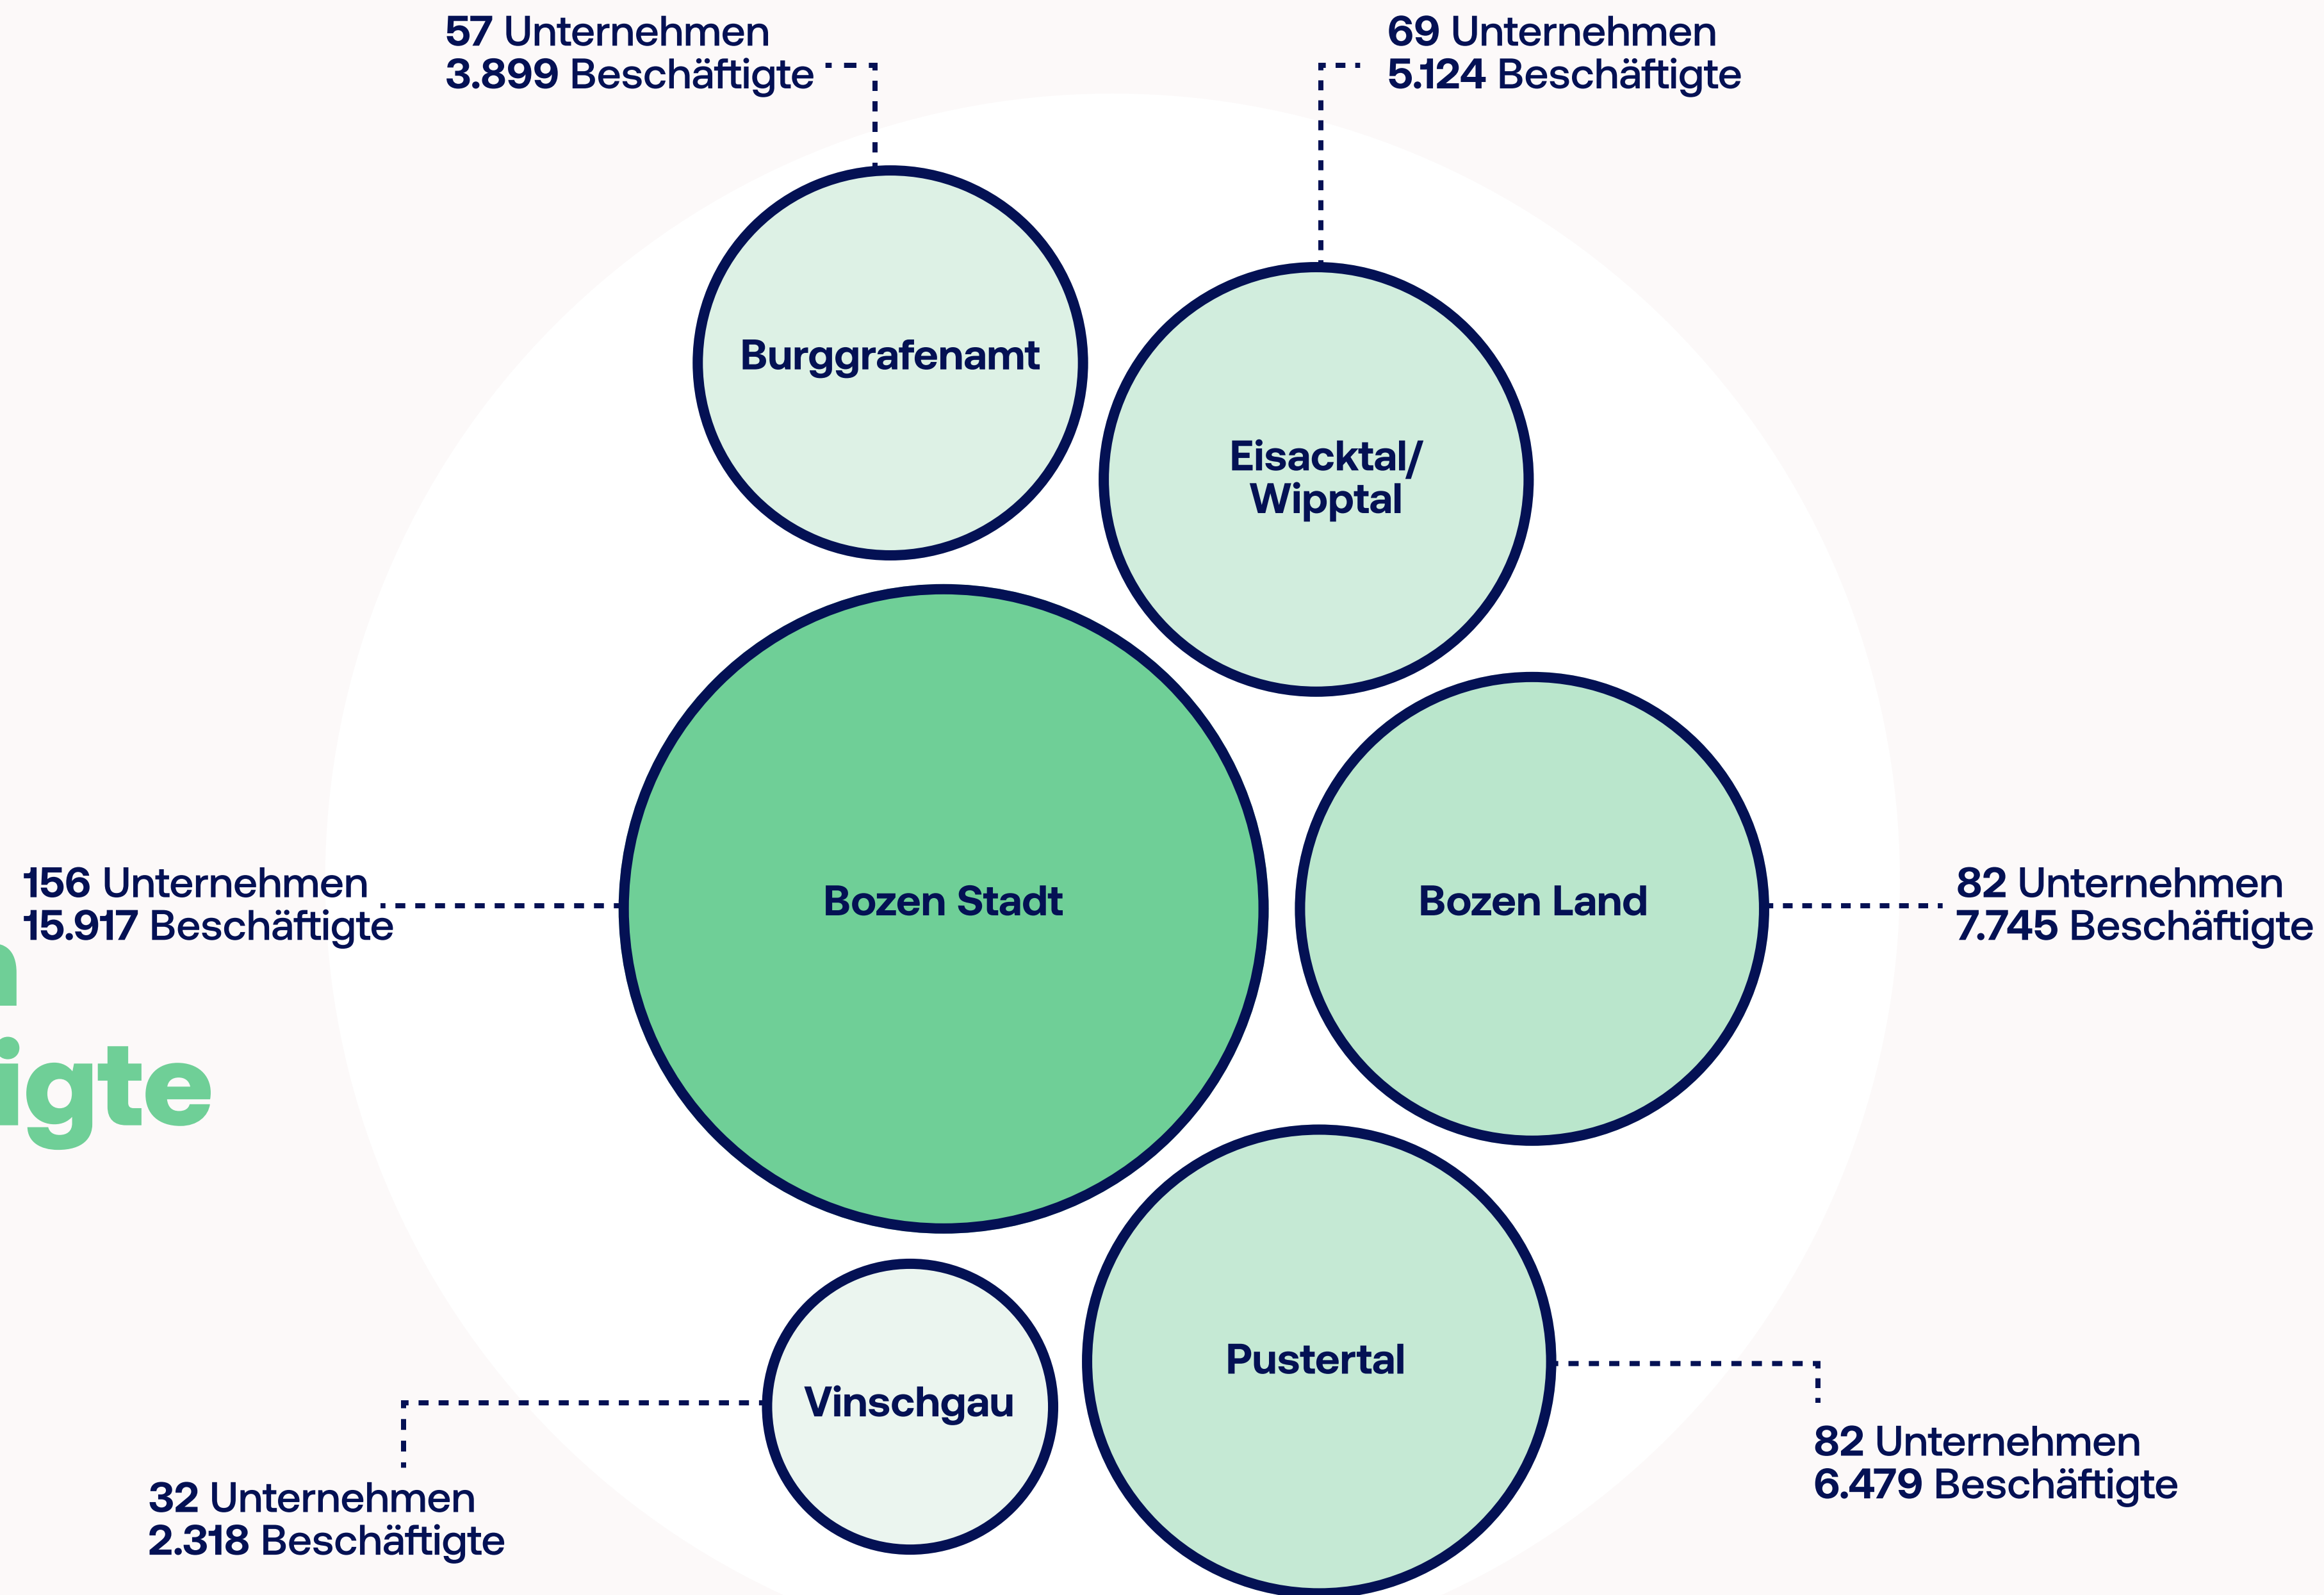 57 Unternehmen
3.899 Beschäftigte
69 Unternehmen
5.124 Beschäftigte
Burggrafenamt
Eisacktal/
Wipptal
156 Unternehmen
15.917 Beschäftigte
Bozen Stadt
Bozen Land
82 Unternehmen
7.745 Beschäftigte
Pustertal
Vinschgau
82 Unternehmen
6.479 Beschäftigte
32 Unternehmen
2.318 Beschäftigte